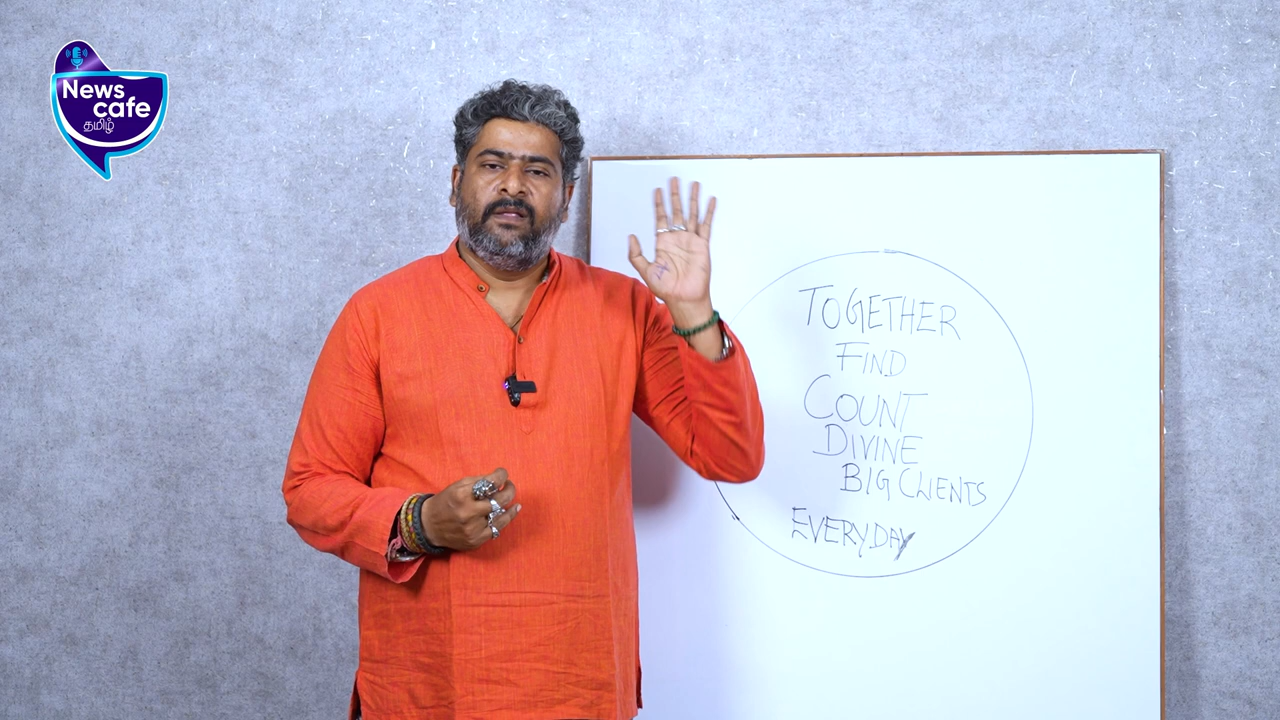 News
cafe
தமிழ்
TOGETHER
FIND
COUNT
DIVINE
BIG CLIENTS
EVERYDAY